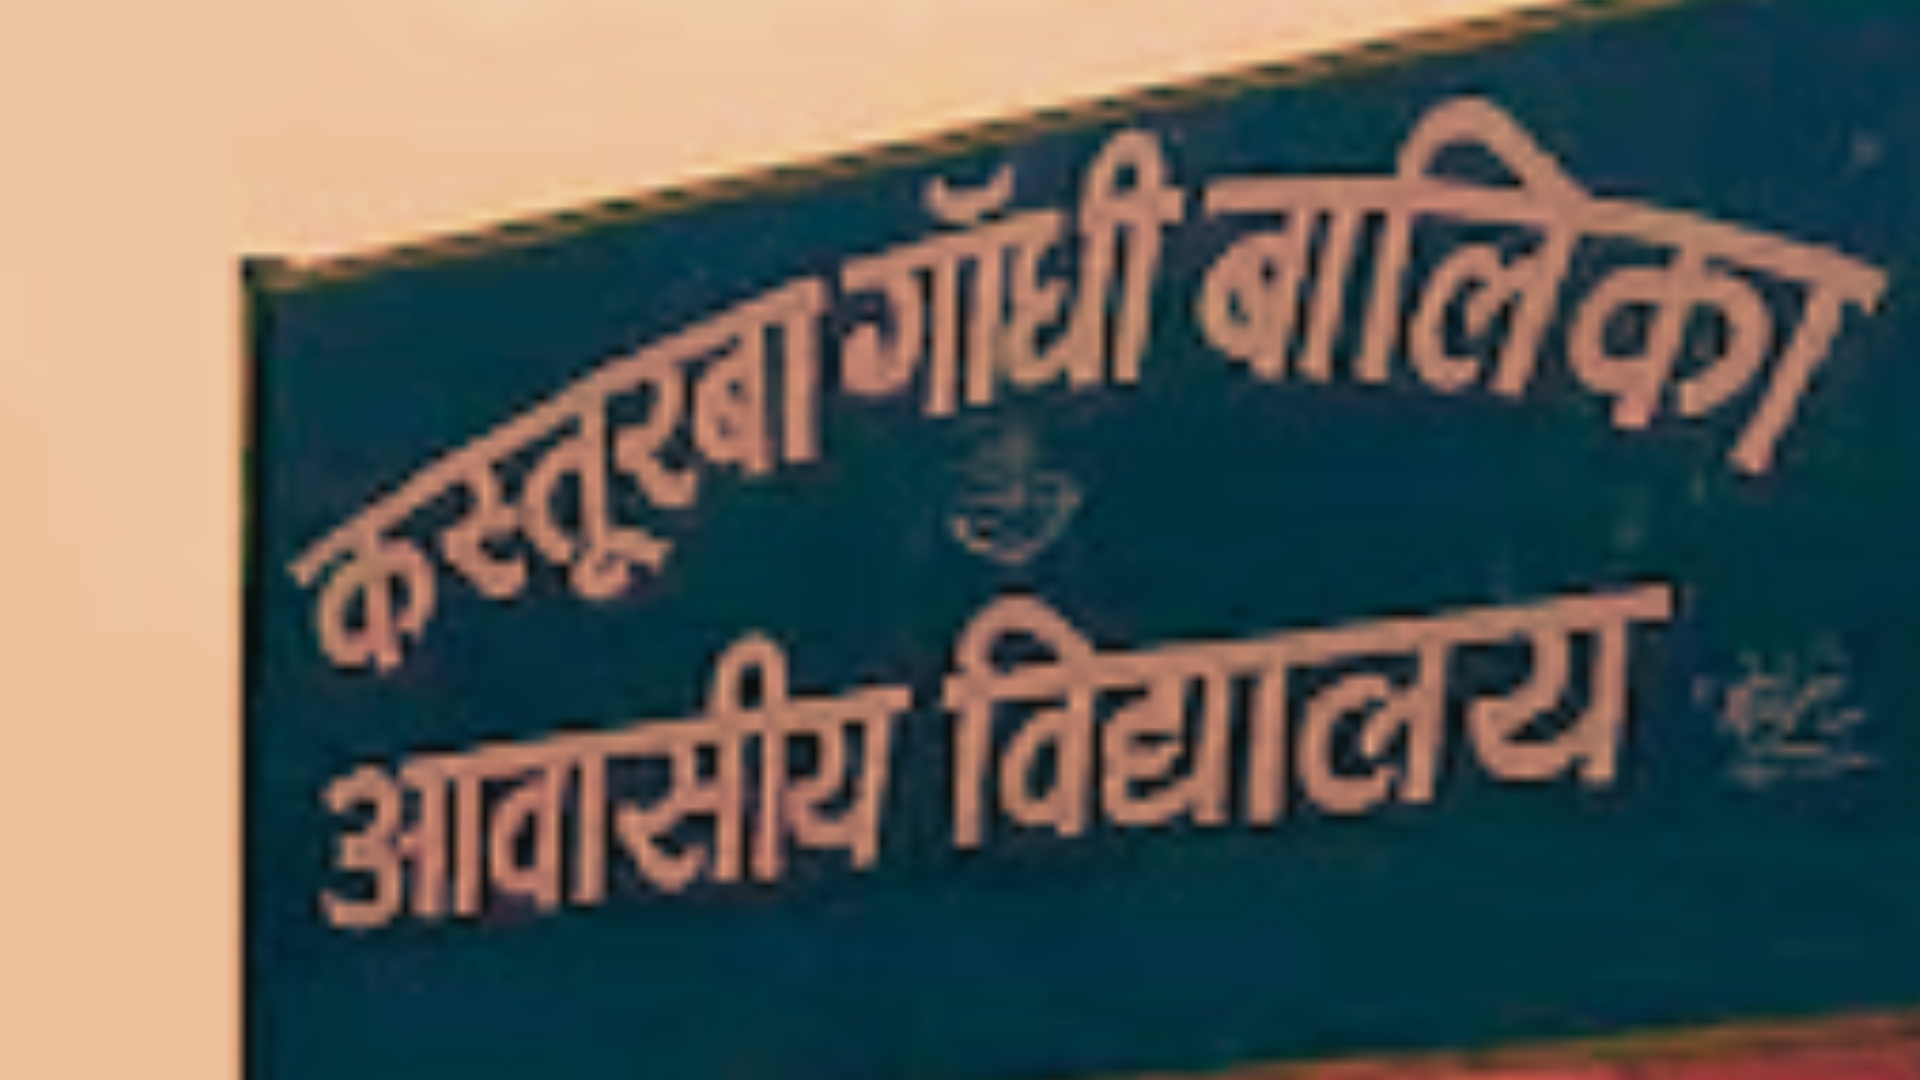 कस्तूरबा गाँधी बालिका
आवासीय विद्यालय